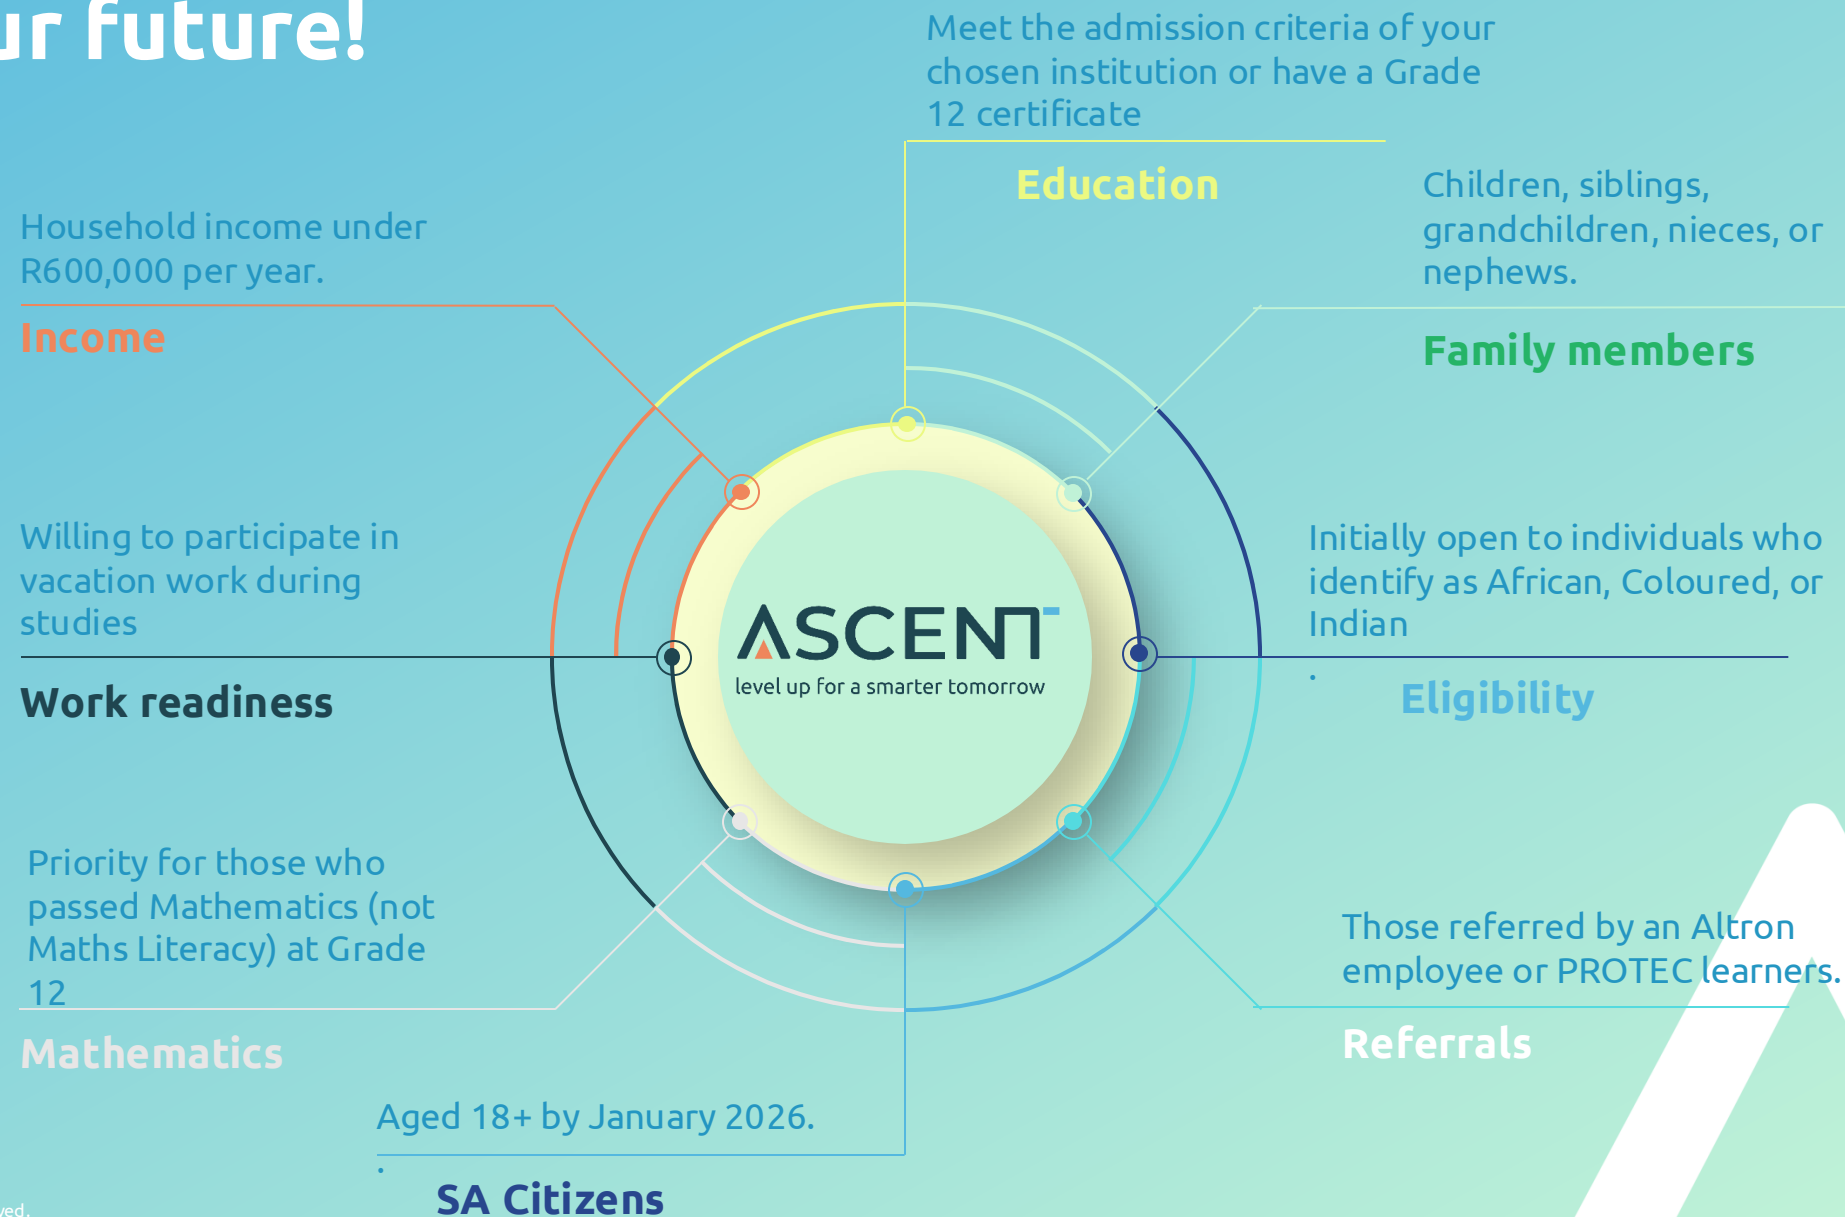 ur future!
Meet the admission criteria of your
chosen institution or have a Grade
12 certificate
Education
Children, siblings,
grandchildren, nieces, or
nephews.
Family members
Household income under
R600,000 per year.
Income
Willing to participate in
vacation work during
studies
Work readiness
ASCENT
level up for a smarter tomorrow
Initially open to individuals who
identify as African, Coloured, or
Indian
.
Eligibility
Priority for those who
passed Mathematics (not
Maths Literacy) at Grade
12
Mathematics
Those referred by an Altron
employee or PROTEC learners.
Referrals
Aged 18+ by January 2026.
.
SA Citizens
ved.